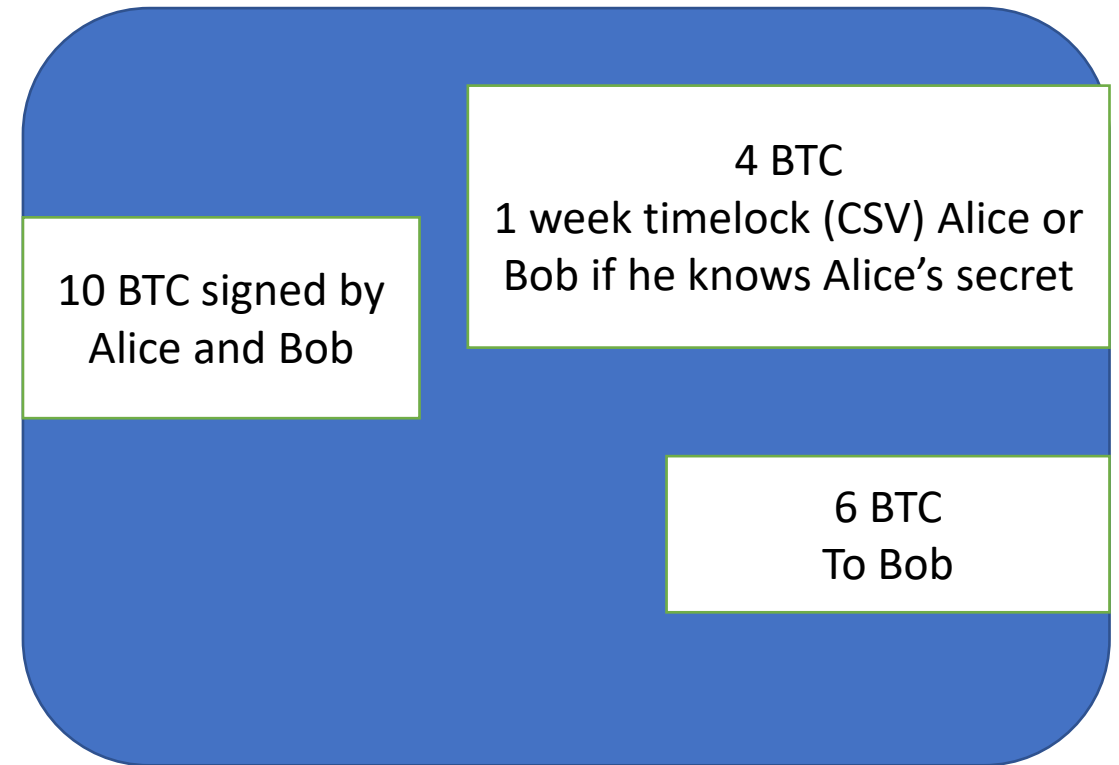 10 BTC signed by
Alice and Bob
4 BTC
1 week timelock (CSV) Alice or
Bob if he knows Alice’s secret
6 BTC
To Bob